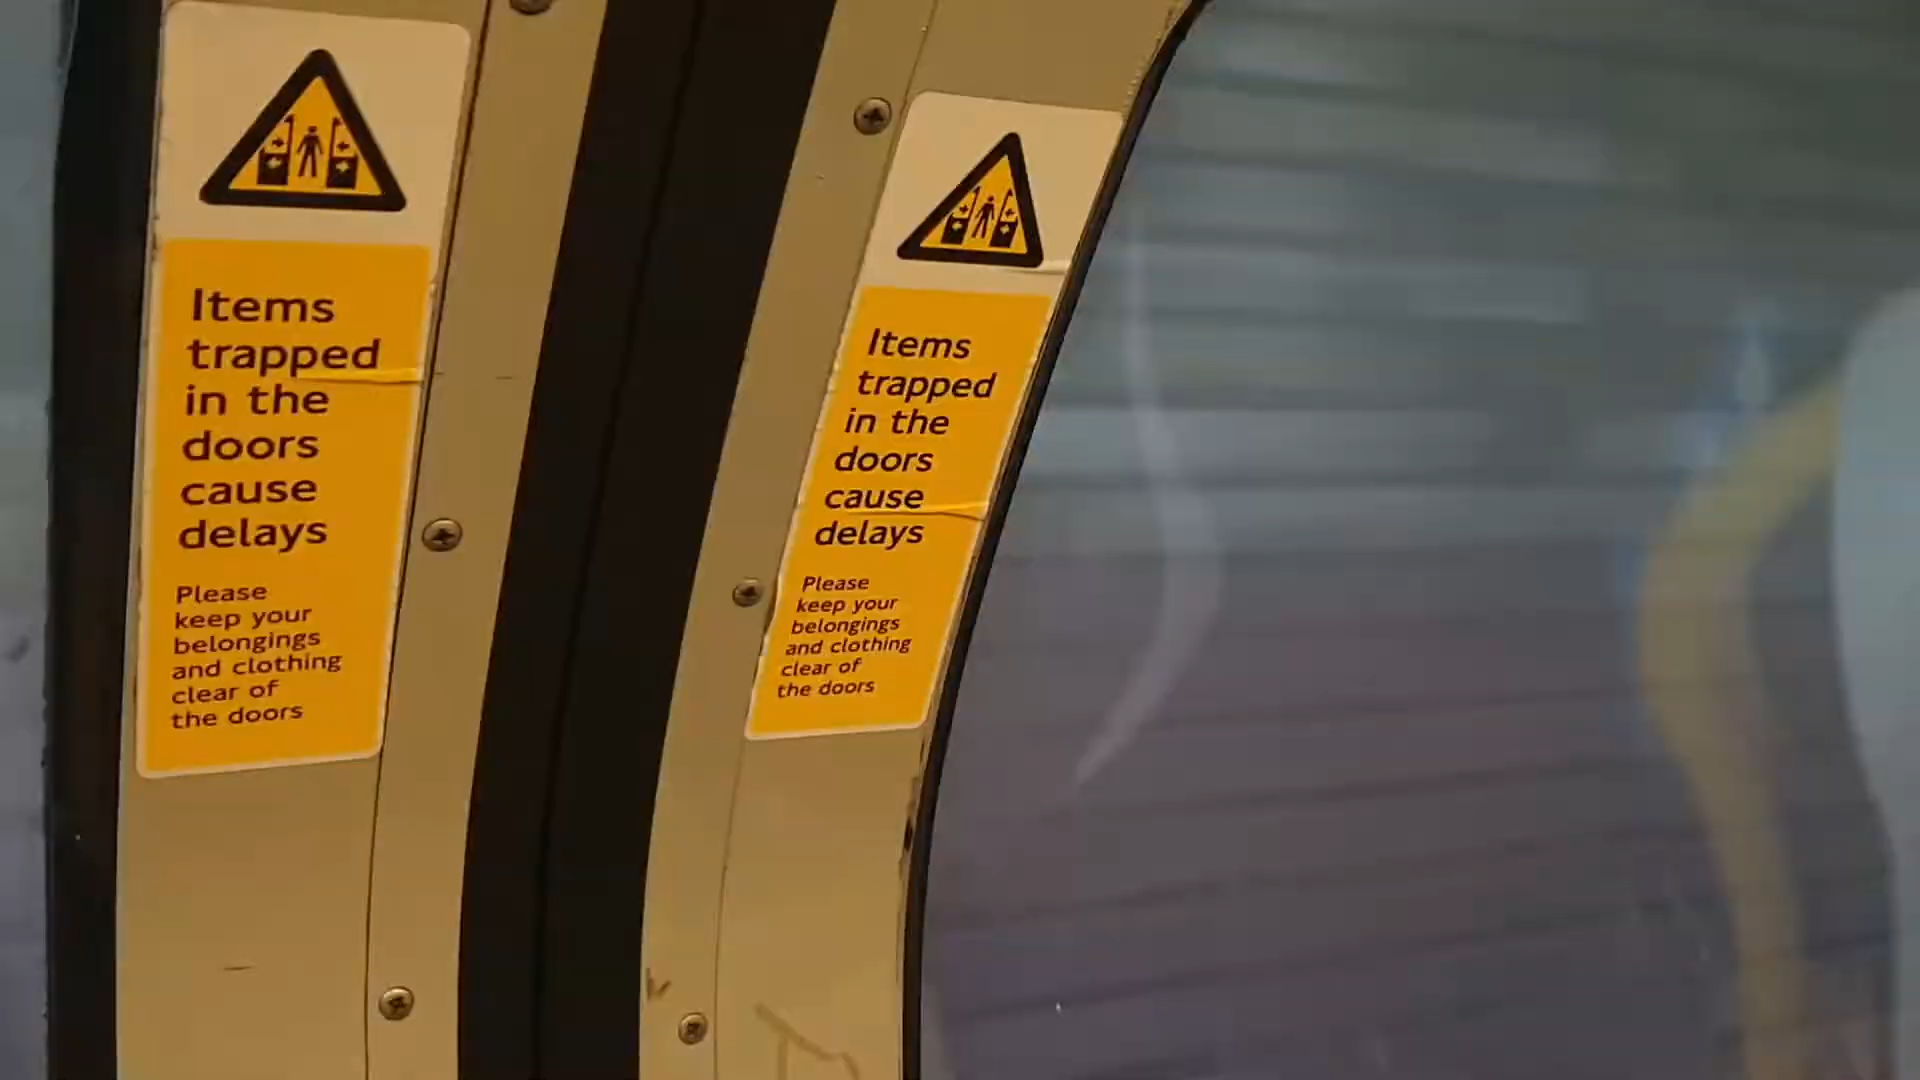 Items
trapped
in the
doors
cause
delays
Please
keep your
belongings
and clothing
clear of
the doors
Items
trapped
in the
doors
cause
delays
Please
keep your
belongings
and clothing
clear of
the doors